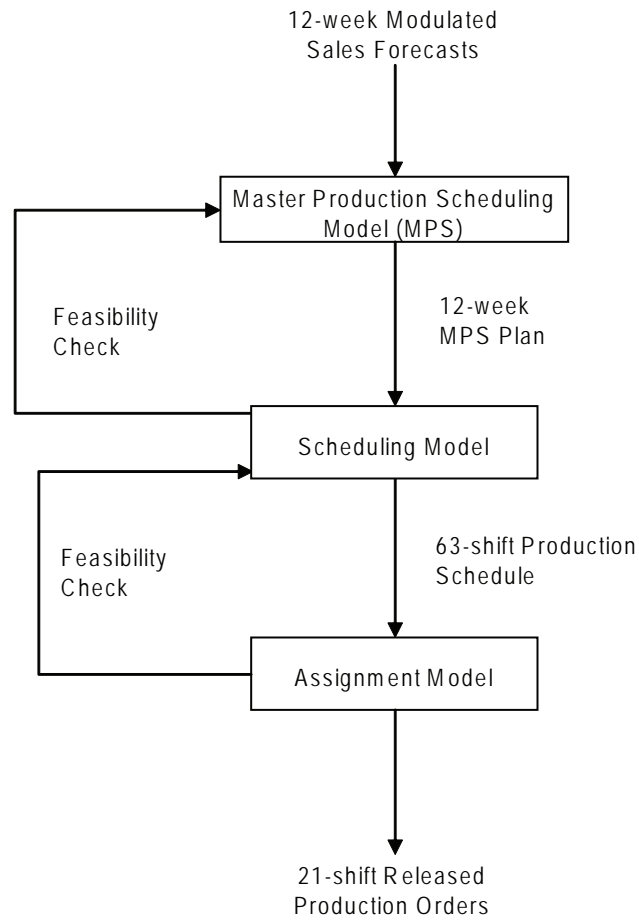 12-week Modulated
Sales Forecasts
Master Production Scheduling
Model (MPS)
12-week
MPS Plan
Feasibility
Check
Scheduling Model
63-shift Production
Schedule
Feasibility
Check
Assignment Model
21-shift Released
Production Orders